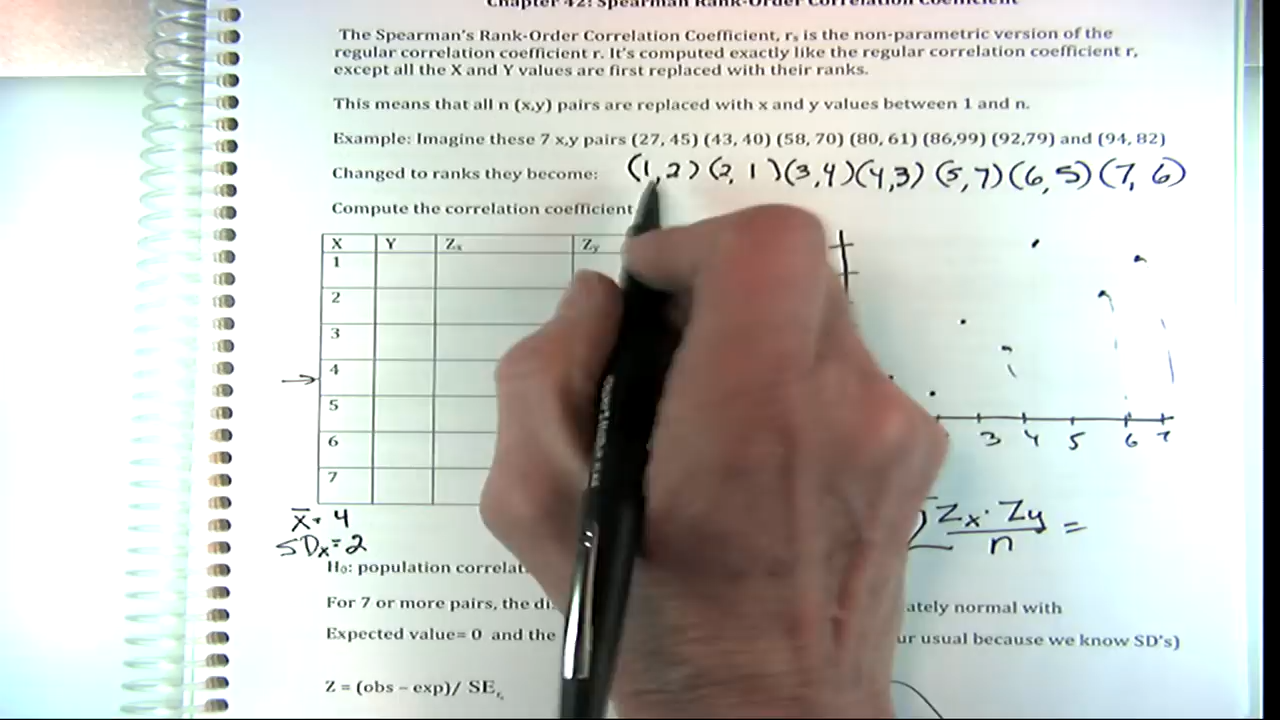 Chapter 42: Spearman Rank-Order Correlation Coefficient
The Spearman's Rank-Order Correlation Coefficient, rₛ is the non-parametric version of the
regular correlation coefficient r. It's computed exactly like the regular correlation coefficient r,
except all the X and Y values are first replaced with their ranks.
This means that all n (x,y) pairs are replaced with x and y values between 1 and n.
Example: Imagine these 7 x,y pairs (27, 45) (43, 40) (58, 70) (80, 61) (86,99) (92,79) and (94, 82)
Changed to ranks they become: (1,2) (2, 1) (3,4) (4,3) (5,7) (6,5) (7, 6)
Compute the correlation coefficient
X Y Zₓ Zᵧ
1
2
3
4
5
6
7
3 4 5 6 7
X̄ = 4
SDx = 2
∑ Zx · Zy =
n
H₀: population
For 7 or more pairs, the ately normal with
Expected value= 0 and the ur usual because we know SD's)
Z = (obs – exp)/ SE